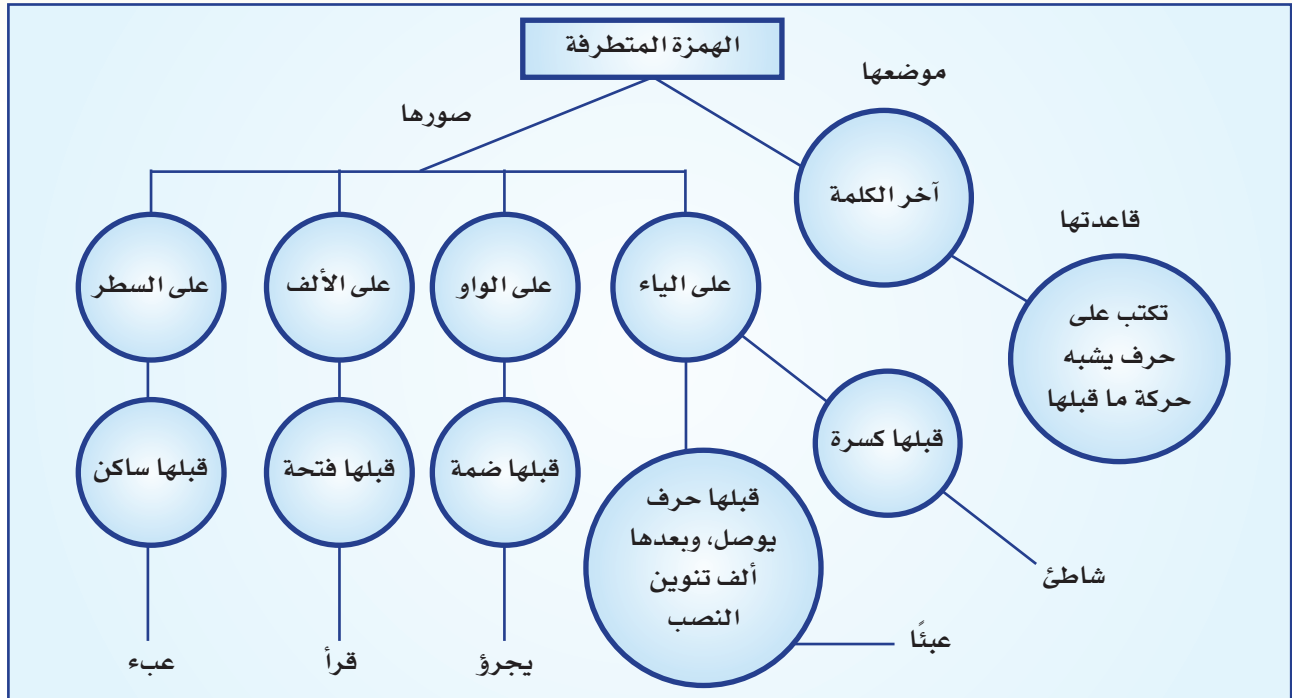 الهمزة المتطرفة
موضعها
صورها
آخر الكلمة
قاعدتها
تكتب على
حرف يشبه
حركة ما قبلها
على الياء
على الواو
على الألف
على السطر
قبلها كسرة
قبلها حرف
يوصل، وبعدها
ألف تنوين
النصب
قبلها ضمة
قبلها فتحة
قبلها ساكن
شاطئ
عبئًا
يجرؤ
قرأ
عبء